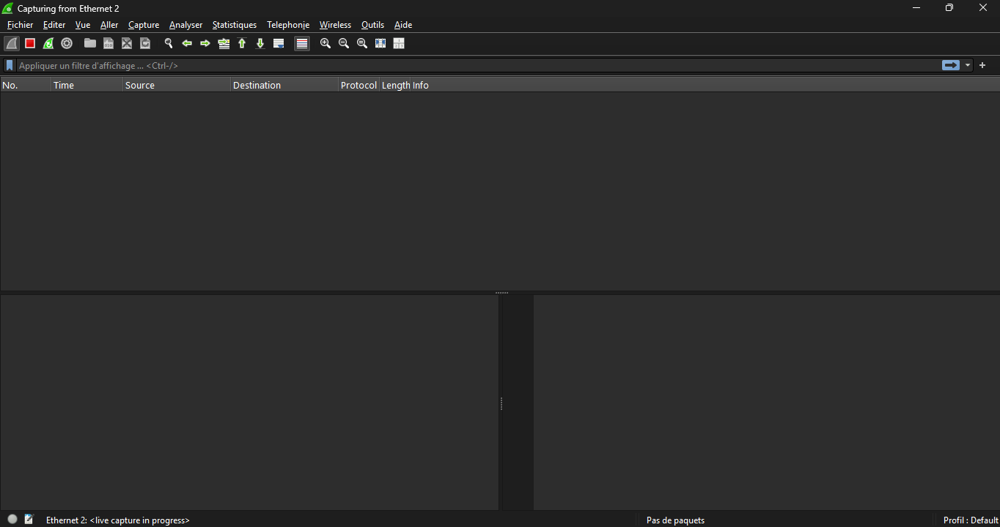 Capturing from Ethernet 2
Fichier Editer Vue Aller Capture Analyser Statistiques Telephonie Wireless Outils Aide
Appliquer un filtre d'affichage ... <Ctrl-/>
No. Time Source Destination Protocol Length Info
Ethernet 2: <live capture in progress> Pas de paquets Profil : Default